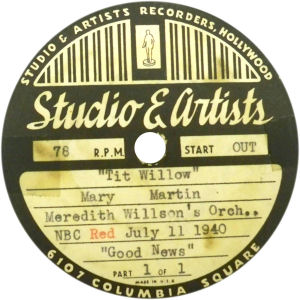 STUDIO & ARTISTS RECORDERS, HOLLYWOOD
Studio & Artists
78 R.P.M. START OUT
"Tit Willow"
Mary Martin
Meredith Willson's Orch..
NBC Red July 11 1940
"Good News"
PART 1 of 1
MADE IN U.S.A.
6107 COLUMBIA SQUARE